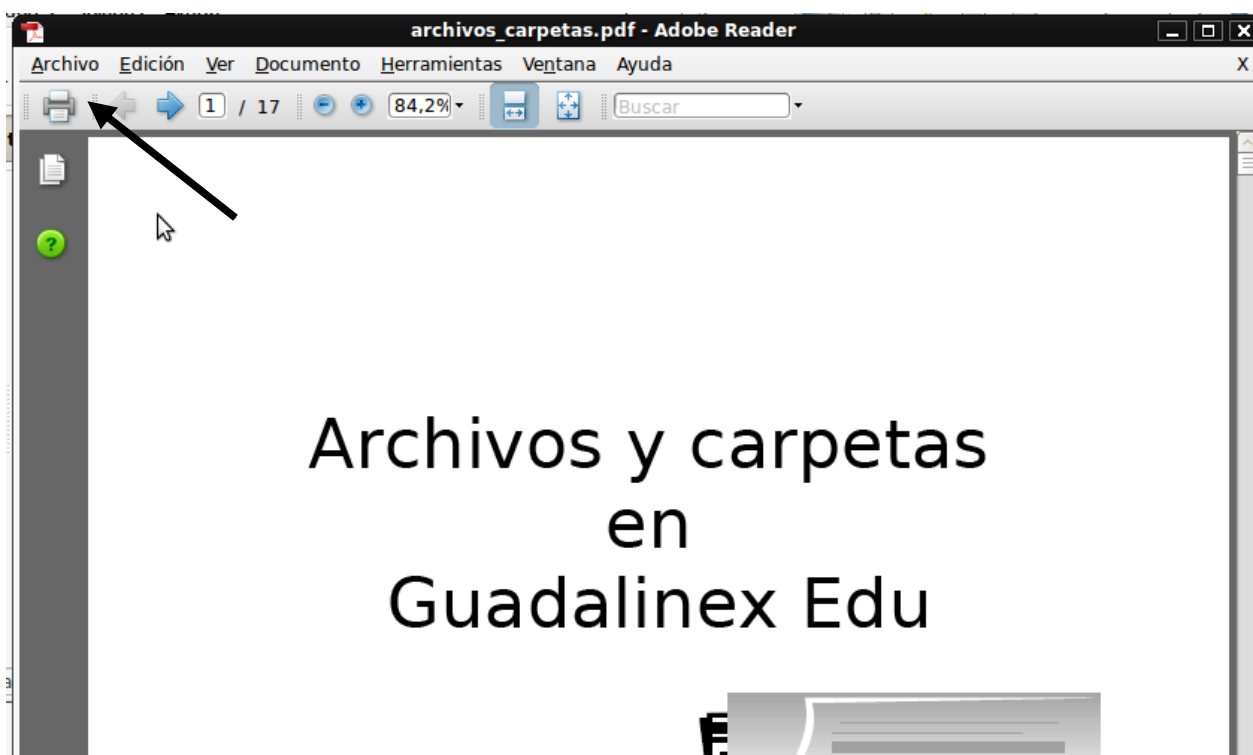 archivos_carpetas.pdf - Adobe Reader
Archivo Edición Ver Documento Herramientas Ventana Ayuda X
1 / 17 84,2% Buscar
Archivos y carpetas
en
Guadalinex Edu